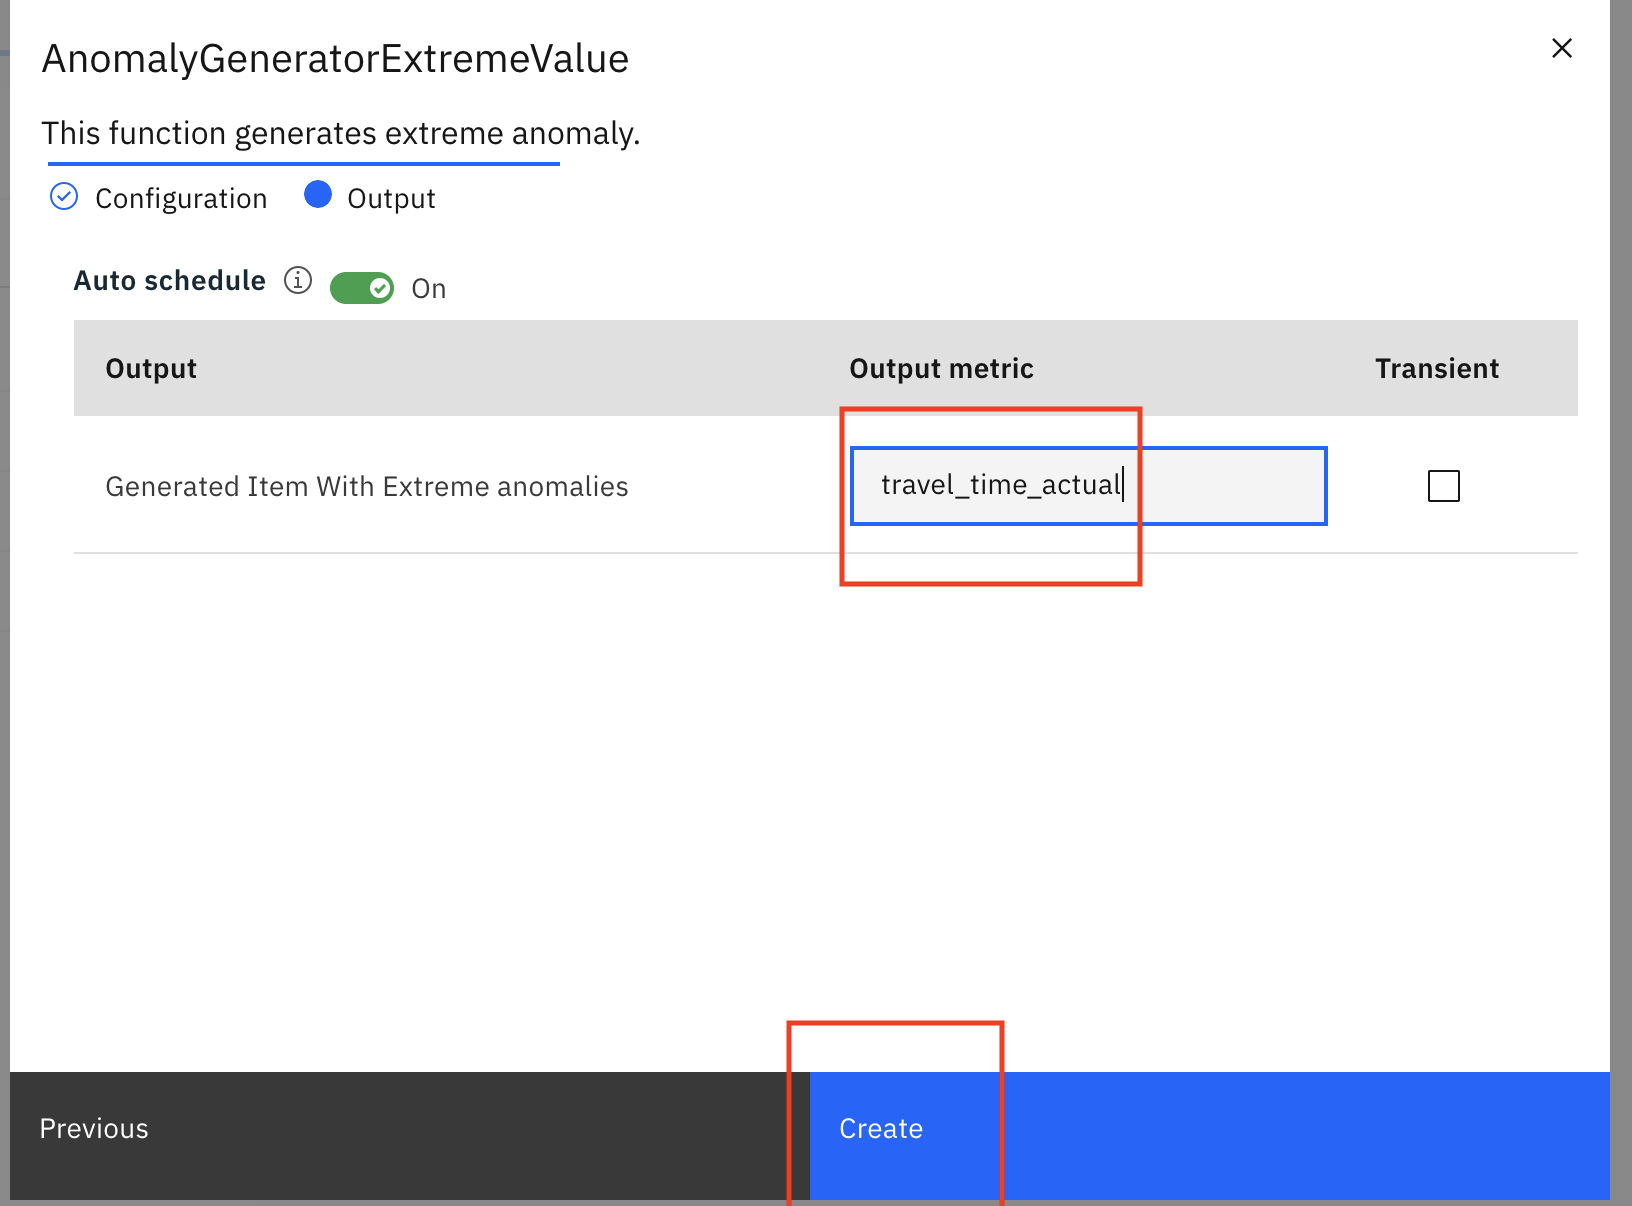 AnomalyGeneratorExtremeValue
This function generates extreme anomaly.
Configuration Output
Auto schedule On
Output Output metric Transient
Generated Item With Extreme anomalies travel_time_actual
Previous Create